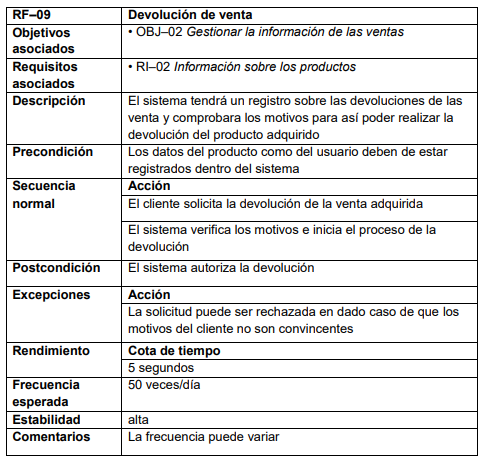 RF–09 Devolución de venta
Objetivos asociados • OBJ–02 Gestionar la información de las ventas
Requisitos asociados • RI–02 Información sobre los productos
Descripción El sistema tendrá un registro sobre las devoluciones de las
venta y comprobara los motivos para así poder realizar la
devolución del producto adquirido
Precondición Los datos del producto como del usuario deben de estar
registrados dentro del sistema
Secuencia normal Acción
El cliente solicita la devolución de la venta adquirida
El sistema verifica los motivos e inicia el proceso de la
devolución
Postcondición El sistema autoriza la devolución
Excepciones Acción
La solicitud puede ser rechazada en dado caso de que los
motivos del cliente no son convincentes
Rendimiento Cota de tiempo
5 segundos
Frecuencia esperada 50 veces/día
Estabilidad alta
Comentarios La frecuencia puede variar